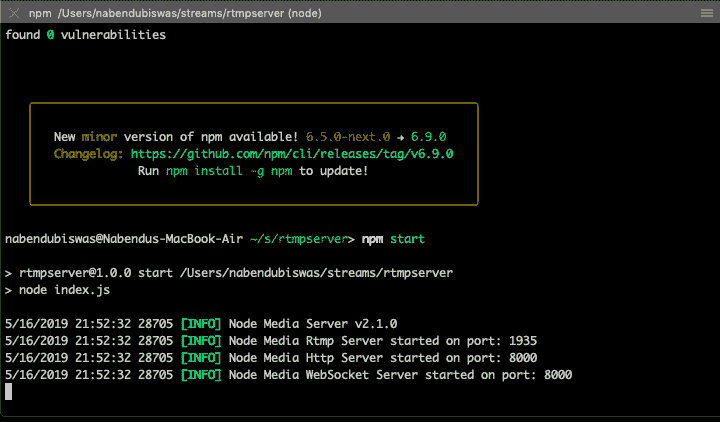 npm /Users/nabendubiswas/streams/rtmpserver (node)
found 0 vulnerabilities
New minor version of npm available! 6.5.0-next.0 → 6.9.0
Changelog: https://github.com/npm/cli/releases/tag/v6.9.0
Run npm install -g npm to update!
nabendubiswas@Nabendus-MacBook-Air ~/s/rtmpserver> npm start
> rtmpserver@1.0.0 start /Users/nabendubiswas/streams/rtmpserver
> node index.js
5/16/2019 21:52:32 28705 [INFO] Node Media Server v2.1.0
5/16/2019 21:52:32 28705 [INFO] Node Media Rtmp Server started on port: 1935
5/16/2019 21:52:32 28705 [INFO] Node Media Http Server started on port: 8000
5/16/2019 21:52:32 28705 [INFO] Node Media WebSocket Server started on port: 8000